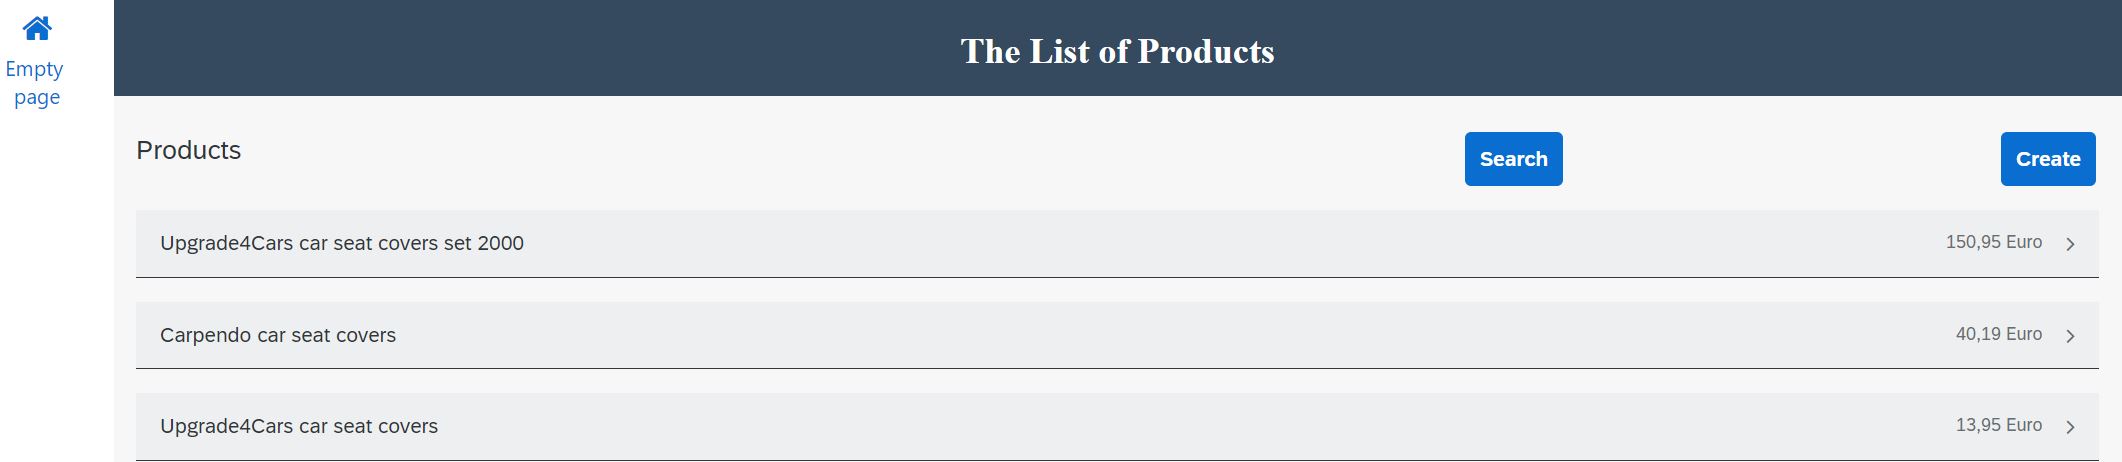 Empty
page
The List of Products
Products
Search
Create
Upgrade4Cars car seat covers set 2000
150,95 Euro
Carpendo car seat covers
40,19 Euro
Upgrade4Cars car seat covers
13,95 Euro